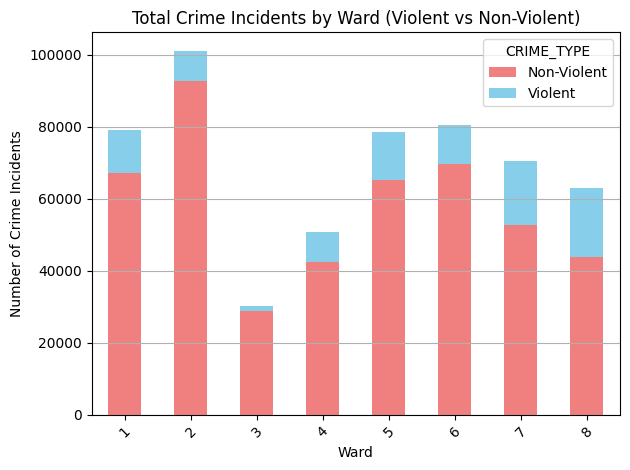 Total Crime Incidents by Ward (Violent vs Non-Violent)
CRIME_TYPE
Non-Violent
Violent
Number of Crime Incidents
100000
80000
60000
40000
20000
0
1 2 3 4 5 6 7 8
Ward